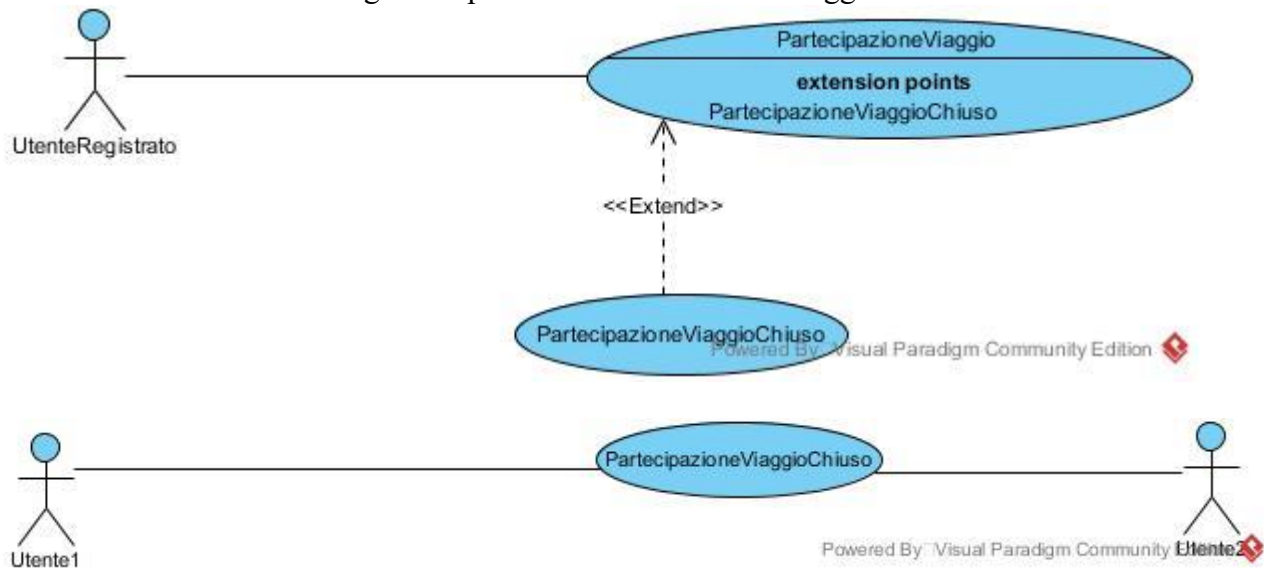 PartecipazioneViaggio
extension points
PartecipazioneViaggioChiuso
UtenteRegistrato
<<Extend>>
PartecipazioneViaggioChiuso
Powered By Visual Paradigm Community Edition
PartecipazioneViaggioChiuso
Utente1
Utente2
Powered By Visual Paradigm Community